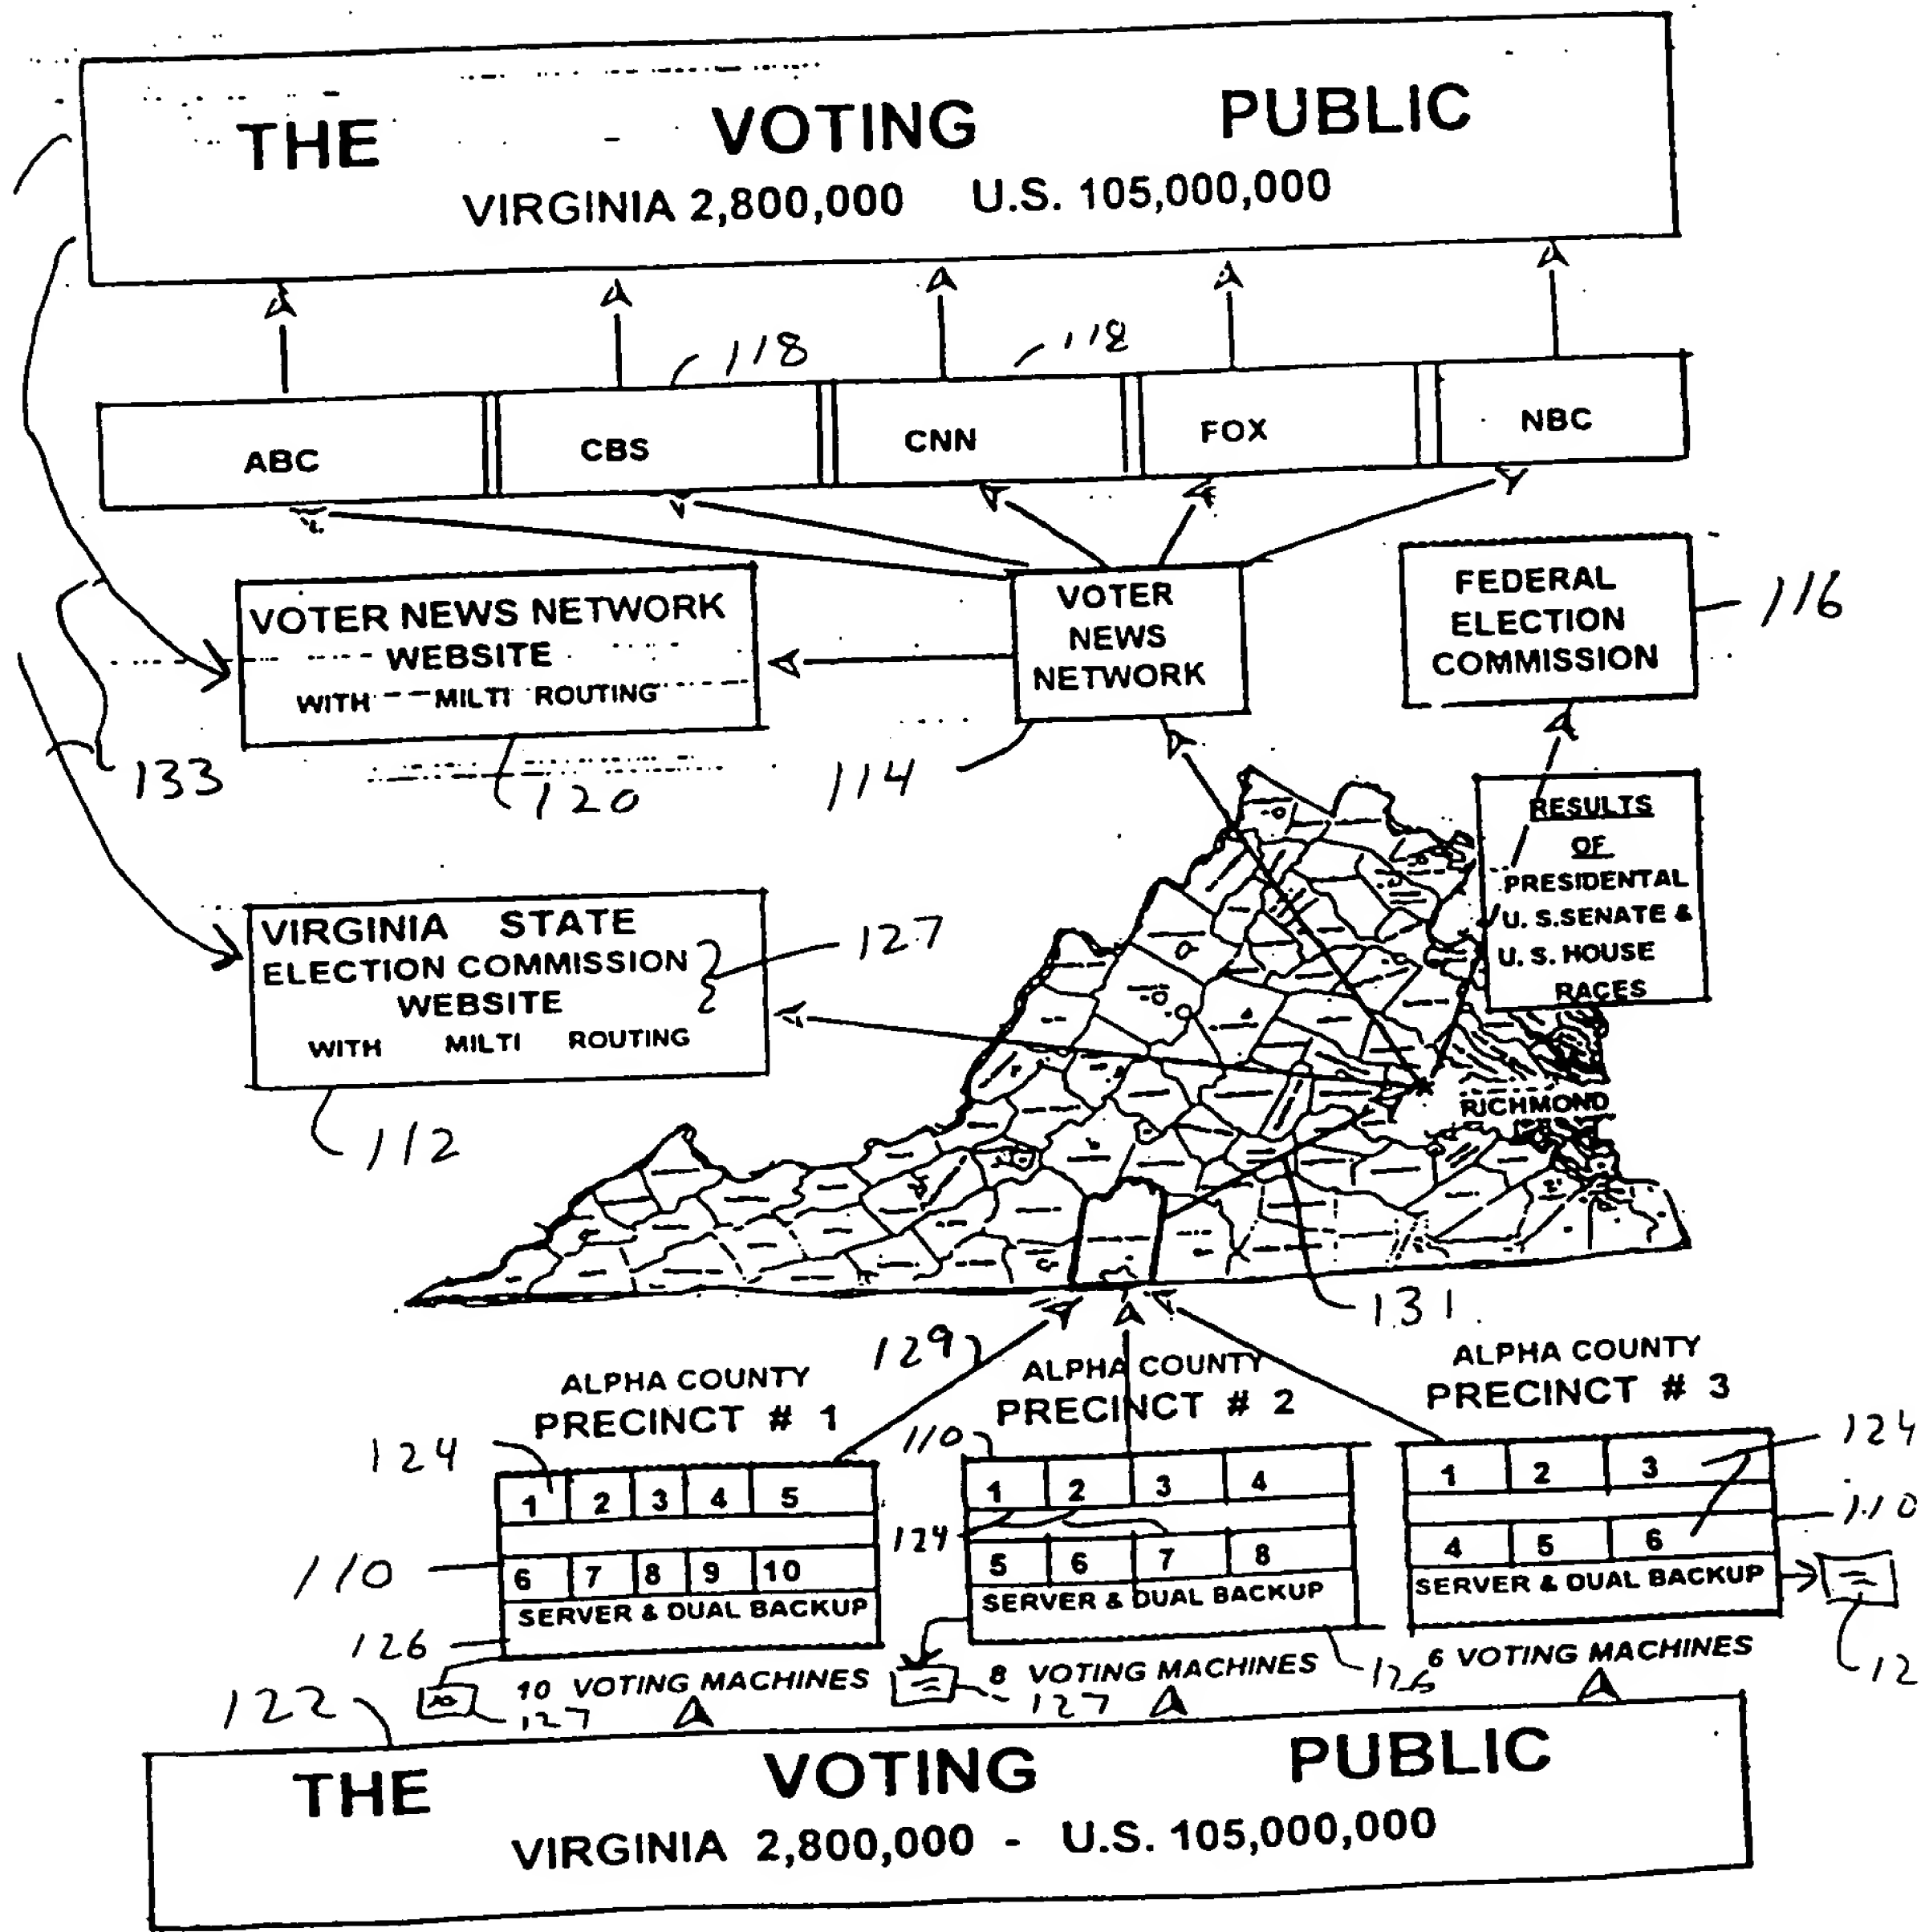 THE VOTING PUBLIC
VIRGINIA 2,800,000 U.S. 105,000,000
118
118
ABC
CBS
CNN
FOX
NBC
VOTER NEWS NETWORK
WEBSITE
WITH MILTI ROUTING
VOTER
NEWS
NETWORK
FEDERAL
ELECTION
COMMISSION
116
133
120
114
RESULTS
OF
PRESIDENTAL
U. S. SENATE &
U. S. HOUSE
RACES
VIRGINIA STATE
ELECTION COMMISSION
WEBSITE
WITH MILTI ROUTING
127
112
RICHMOND
131
129
ALPHA COUNTY
PRECINCT # 1
124
1 2 3 4 5
110
6 7 8 9 10
SERVER & DUAL BACKUP
126
10 VOTING MACHINES
127
ALPHA COUNTY
PRECINCT # 2
110
1 2 3 4
124
5 6 7 8
SERVER & DUAL BACKUP
8 VOTING MACHINES
127
126
ALPHA COUNTY
PRECINCT # 3
124
1 2 3
110
4 5 6
SERVER & DUAL BACKUP
6 VOTING MACHINES
12
122
THE VOTING PUBLIC
VIRGINIA 2,800,000 - U.S. 105,000,000